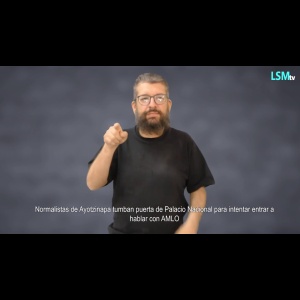 LSMtv
Normalistas de Ayotzinapa tumban puerta de Palacio Nacional para intentar entrar a
hablar con AMLO